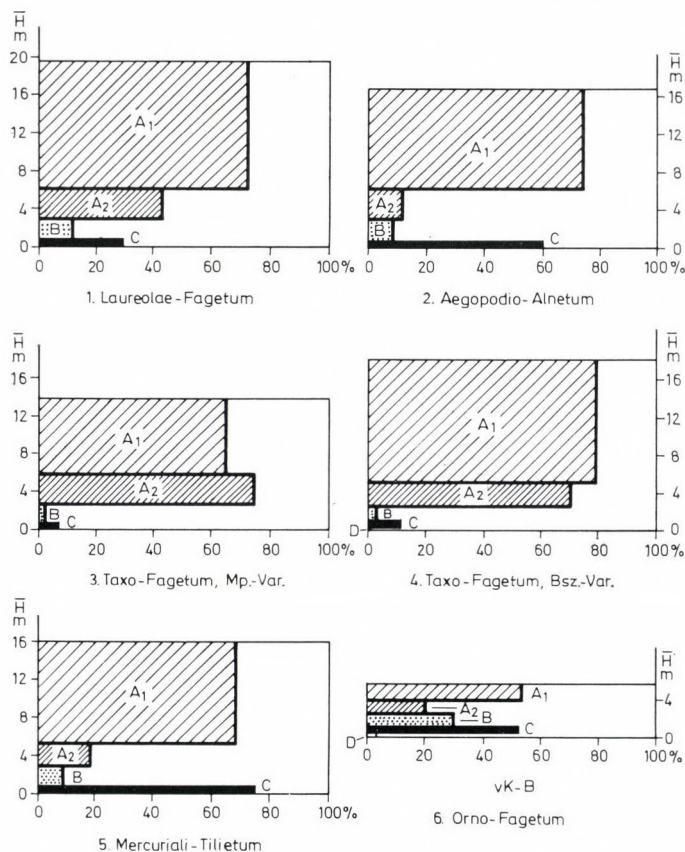 H̄
m
20
16
12
8
4
0
A₁
A₂
B
C
0 20 40 60 80 100%
1. Laureolae-Fagetum
H̄
m
16
12
8
4
0
A₁
A₂
B
C
0 20 40 60 80 100%
2. Aegopodio-Alnetum
H̄
m
16
12
8
4
0
A₁
A₂
B
C
0 20 40 60 80 100%
3. Taxo-Fagetum, Mp.-Var.
H̄
m
16
12
8
4
0
A₁
A₂
B
C
D
0 20 40 60 80 100%
4. Taxo-Fagetum, Bsz.-Var.
H̄
m
16
12
8
4
0
A₁
A₂
B
C
0 20 40 60 80 100%
5. Mercuriali-Tilietum
H̄
m
4
0
A₁
A₂
B
C
D
0 20 40 60 80 100%
vK-B
6. Orno-Fagetum